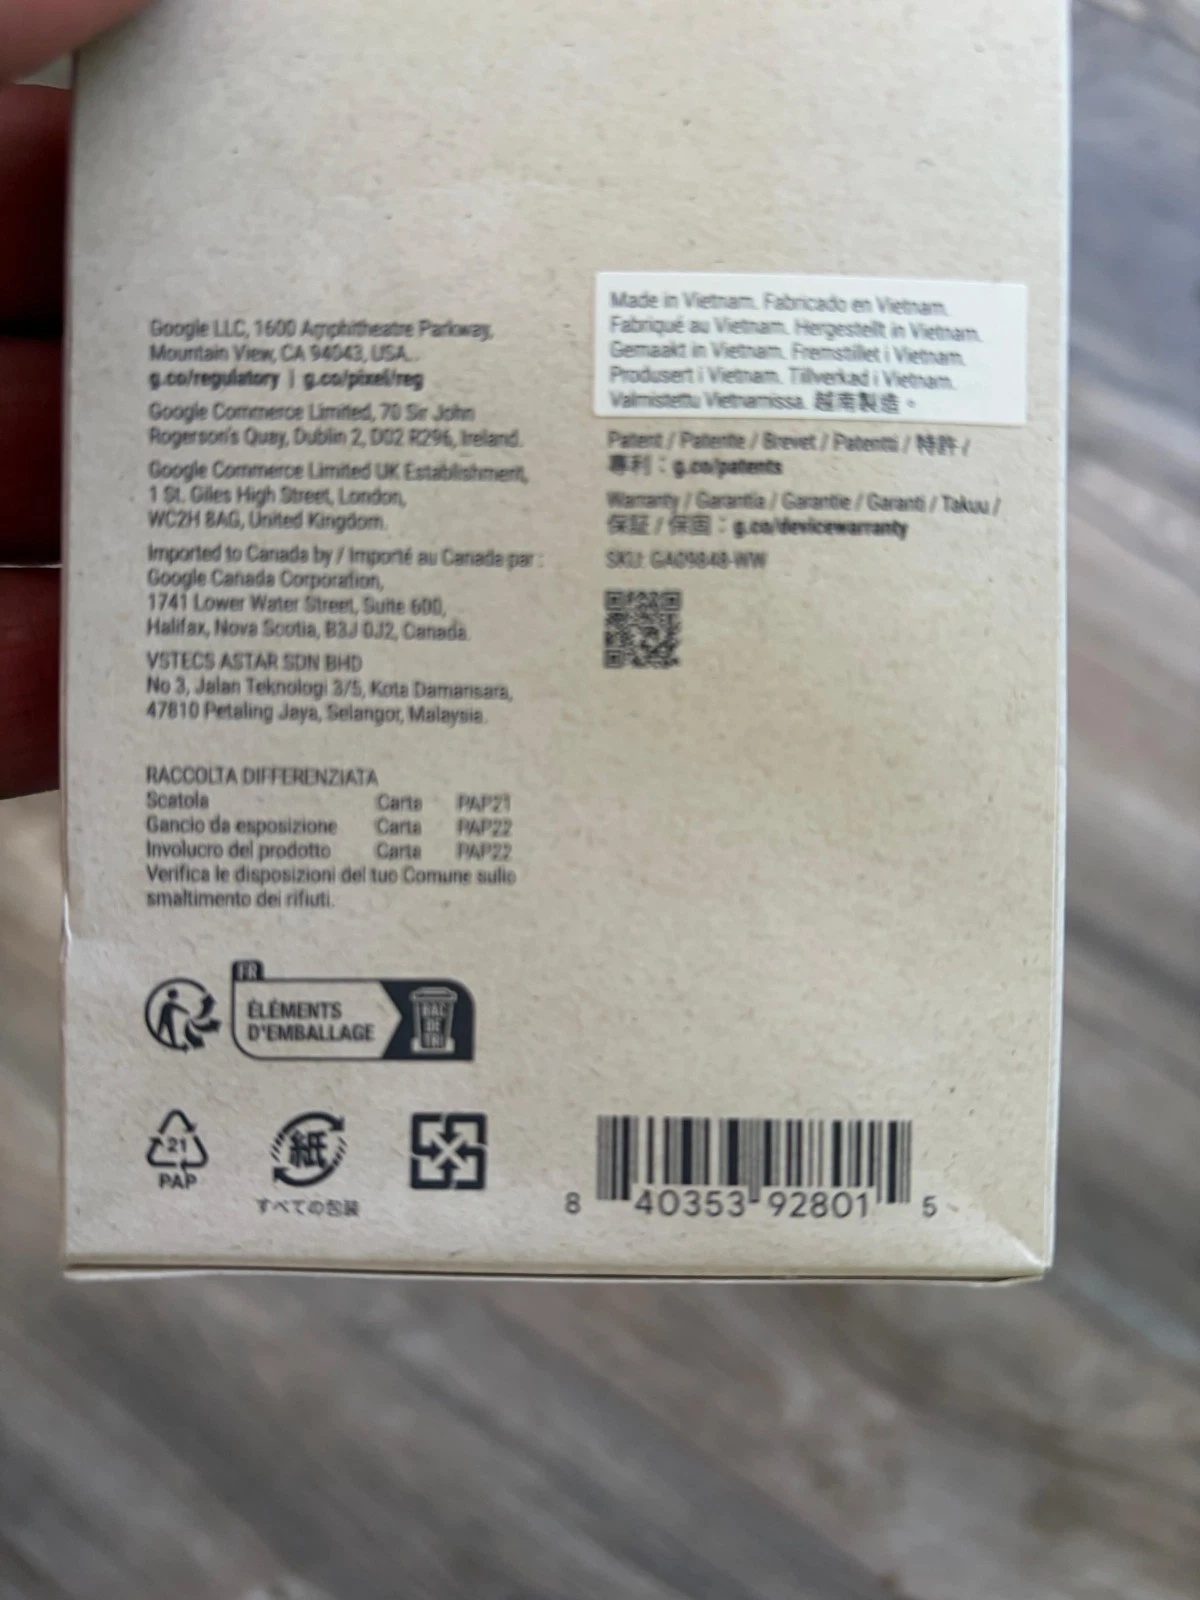 Google LLC, 1600 Amphitheatre Parkway,
Mountain View, CA 94043, USA.
g.co/regulatory | g.co/pixel/reg
Google Commerce Limited, 70 Sir John
Rogerson's Quay, Dublin 2, D02 R296, Ireland.
Google Commerce Limited UK Establishment,
1 St. Giles High Street, London,
WC2H 8AG, United Kingdom.
Imported to Canada by / Importé au Canada par :
Google Canada Corporation,
1741 Lower Water Street, Suite 600,
Halifax, Nova Scotia, B3J 0J2, Canada.
VSTECS ASTAR SDN BHD
No 3, Jalan Teknologi 3/5, Kota Damansara,
47810 Petaling Jaya, Selangor, Malaysia.
RACCOLTA DIFFERENZIATA
Scatola Carta PAP21
Gancio da esposizione Carta PAP22
Involucro del prodotto Carta PAP22
Verifica le disposizioni del tuo Comune sullo
smaltimento dei rifiuti.
Made in Vietnam. Fabricado en Vietnam.
Fabriqué au Vietnam. Hergestellt in Vietnam.
Gemaakt in Vietnam. Fremstillet i Vietnam.
Produsert i Vietnam. Tillverkad i Vietnam.
Valmistettu Vietnamissa. 越南製造。
Patent / Patente / Brevet / Patentti / 特許 /
專利：g.co/patents
Warranty / Garantía / Garantie / Garanti / Takuu /
保証 / 保固：g.co/devicewarranty
SKU: GA09848-WW
FR
ÉLÉMENTS
D'EMBALLAGE
BAC
DE
TRI
21
PAP
紙
すべての包装
8 40353 92801 5